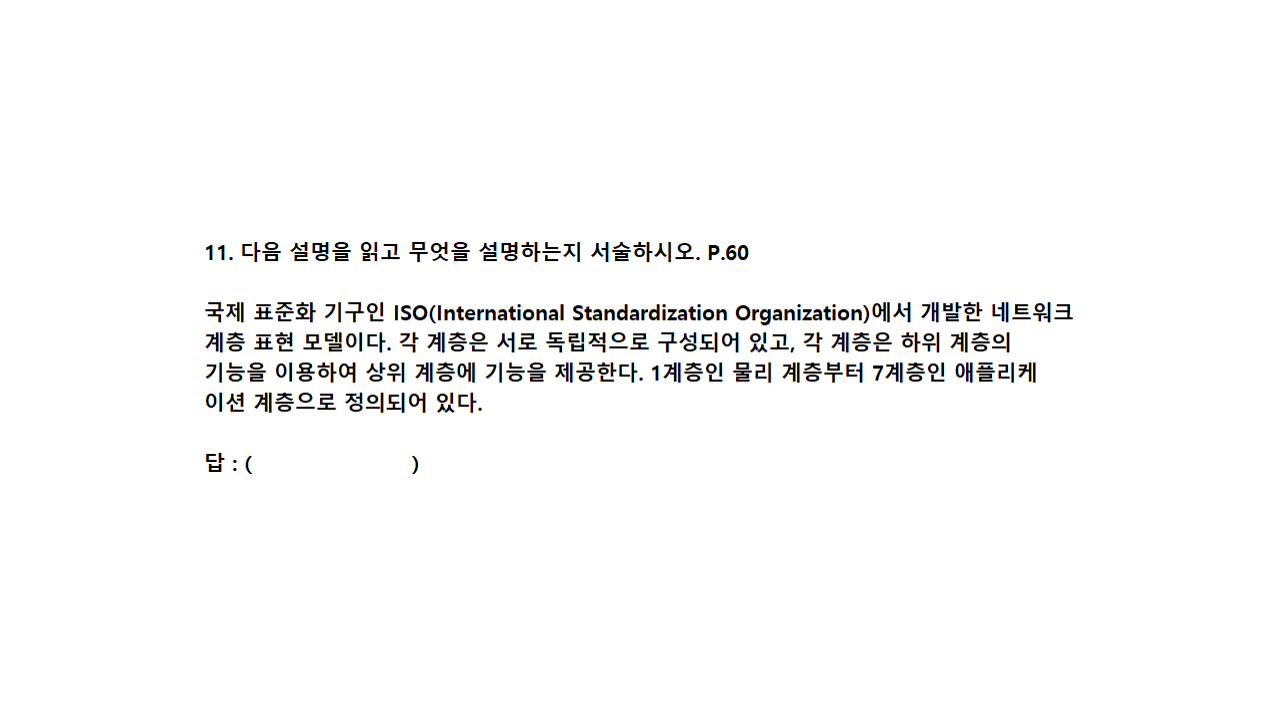 11. 다음 설명을 읽고 무엇을 설명하는지 서술하시오. P.60
국제 표준화 기구인 ISO(International Standardization Organization)에서 개발한 네트워크
계층 표현 모델이다. 각 계층은 서로 독립적으로 구성되어 있고, 각 계층은 하위 계층의
기능을 이용하여 상위 계층에 기능을 제공한다. 1계층인 물리 계층부터 7계층인 애플리케
이션 계층으로 정의되어 있다.
답 : (                    )